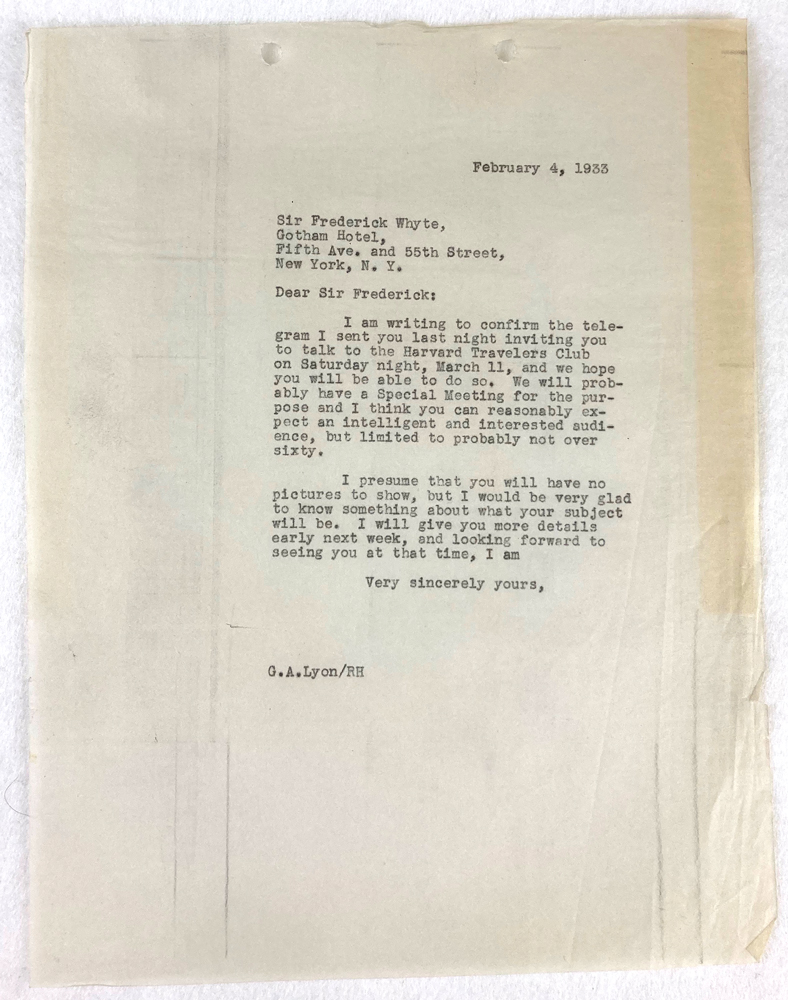 February 4, 1933
Sir Frederick Whyte,
Gotham Hotel,
Fifth Ave. and 55th Street,
New York, N. Y.
Dear Sir Frederick:
I am writing to confirm the tele-
gram I sent you last night inviting you
to talk to the Harvard Travelers Club
on Saturday night, March 11, and we hope
you will be able to do so. We will prob-
ably have a Special Meeting for the pur-
pose and I think you can reasonably ex-
pect an intelligent and interested audi-
ence, but limited to probably not over
sixty.
I presume that you will have no
pictures to show, but I would be very glad
to know something about what your subject
will be. I will give you more details
early next week, and looking forward to
seeing you at that time, I am
Very sincerely yours,
G.A.Lyon/RH